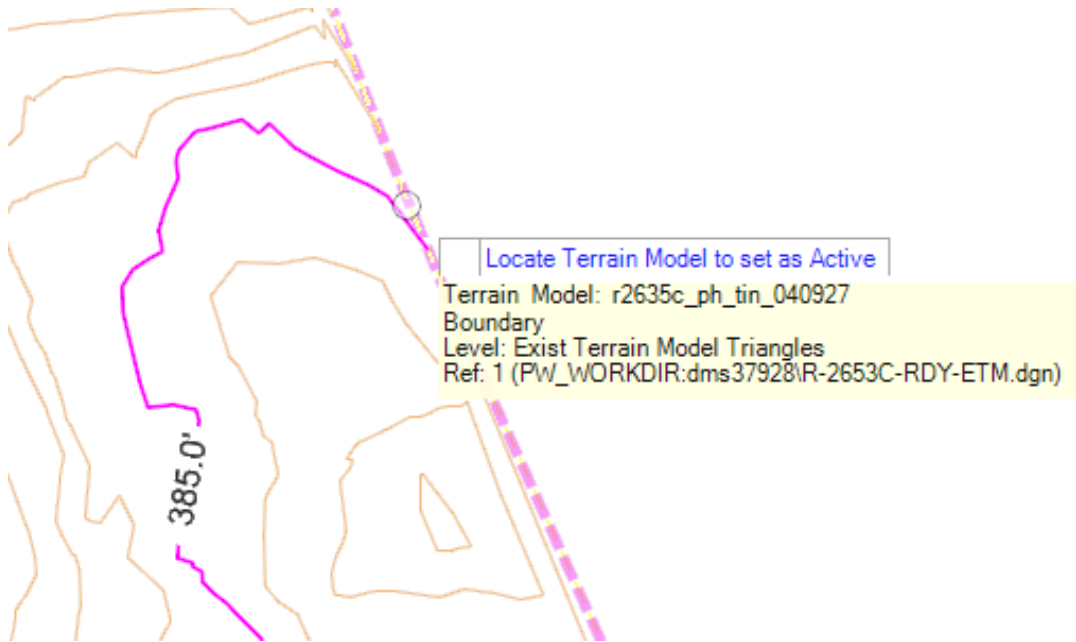 Locate Terrain Model to set as Active
Terrain Model: r2635c_ph_tin_040927
Boundary
Level: Exist Terrain Model Triangles
Ref: 1 (PW_WORKDIR:dms37928\R-2653C-RDY-ETM.dgn)
385.0'